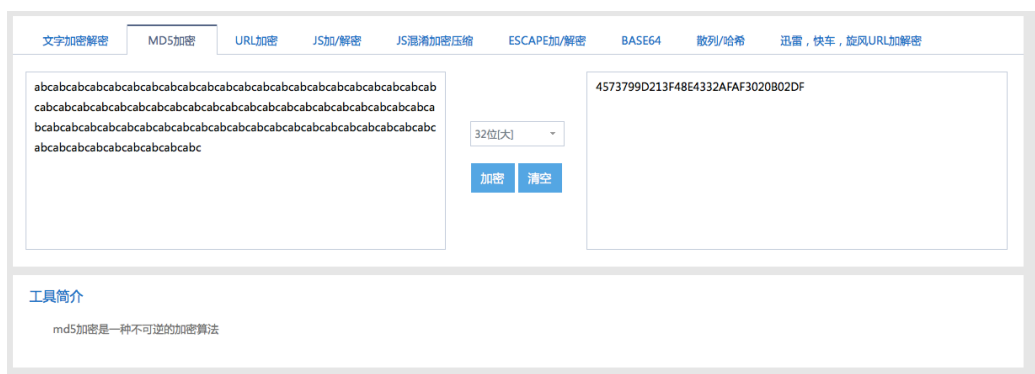 文字加密解密 MD5加密 URL加密 JS加/解密 JS混淆加密压缩 ESCAPE加/解密 BASE64 散列/哈希 迅雷，快车，旋风URL加解密
abcabcabcabcabcabcabcabcabcabcabcabcabcabcabcabcabcabcabcabcabcabcab
cabcabcabcabcabcabcabcabcabcabcabcabcabcabcabcabcabcabcabcabcabcabca
bcabcabcabcabcabcabcabcabcabcabcabcabcabcabcabcabcabcabcabcabcabcabc
abcabcabcabcabcabcabcabcabc
32位[大]
加密 清空
4573799D213F48E4332AFAF3020B02DF
工具简介
md5加密是一种不可逆的加密算法